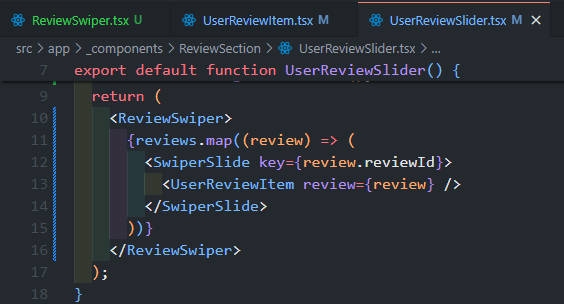 ReviewSwiper.tsx U UserReviewItem.tsx M UserReviewSlider.tsx M ×
src > app > _components > ReviewSection > UserReviewSlider.tsx > ...
7 export default function UserReviewSlider() {
9 return (
10 <ReviewSwiper>
11 {reviews.map((review) => (
12 <SwiperSlide key={review.reviewId}>
13 <UserReviewItem review={review} />
14 </SwiperSlide>
15 ))}
16 </ReviewSwiper>
17 );
18 }